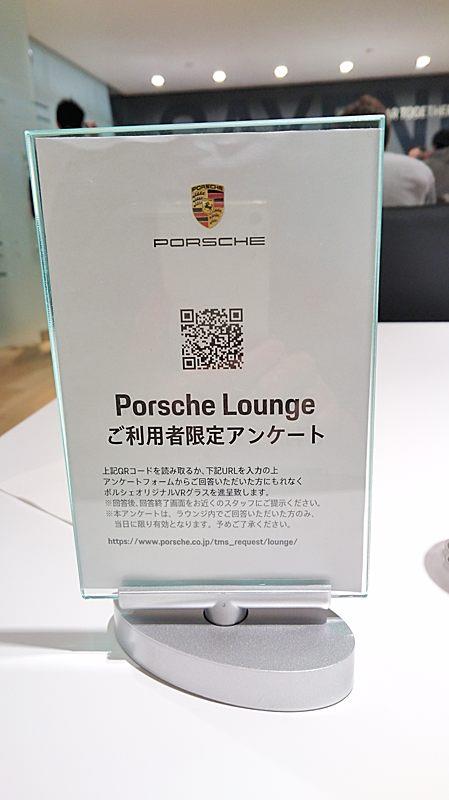 TOGETHER
PORSCHE
PORSCHE
Porsche Lounge
ご利用者限定アンケート
上記QRコードを読み取るか、下記URLを入力の上
アンケートフォームからご回答いただいた方にもれなく
ポルシェオリジナルVRグラスを進呈致します。
※回答後、回答終了画面をお近くのスタッフにご提示ください。
※本アンケートは、ラウンジ内でご回答いただいた方のみ、
当日に限り有効となります。予めご了承ください。
https://www.porsche.co.jp/tms_request/lounge/